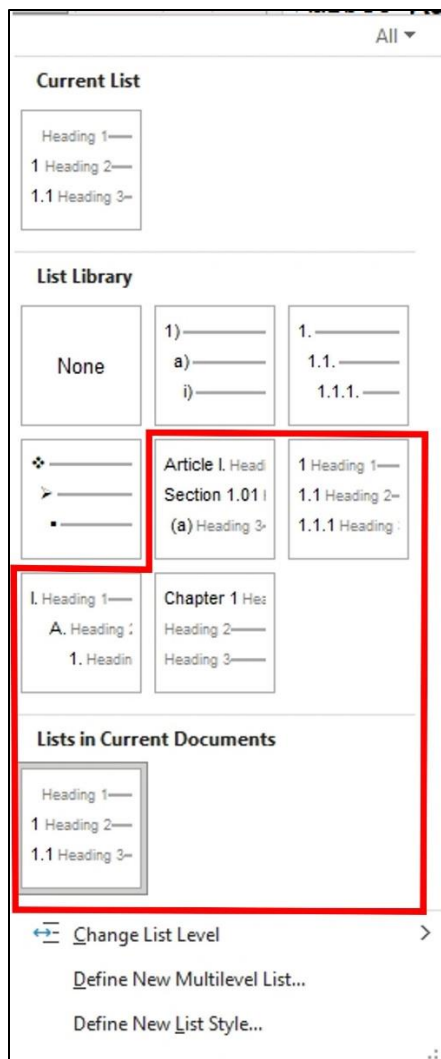 All
Current List
Heading 1
1 Heading 2
1.1 Heading 3
List Library
None
1)
a)
i)
1.
1.1.
1.1.1.
Article I. Head
Section 1.01
(a) Heading 3
1 Heading 1
1.1 Heading 2
1.1.1 Heading
I. Heading 1
A. Heading
1. Headin
Chapter 1 Hea
Heading 2
Heading 3
Lists in Current Documents
Heading 1
1 Heading 2
1.1 Heading 3
Change List Level
Define New Multilevel List...
Define New List Style...